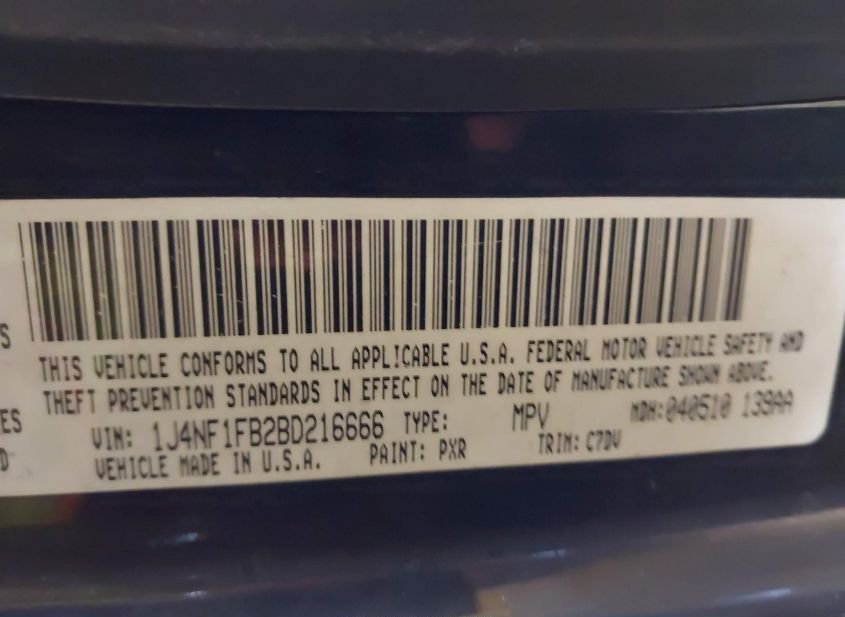 S
THIS VEHICLE CONFORMS TO ALL APPLICABLE U.S.A. FEDERAL MOTOR VEHICLE SAFETY AND
THEFT PREVENTION STANDARDS IN EFFECT ON THE DATE OF MANUFACTURE SHOWN ABOVE.
ES
VIN: 1J4NF1FB2BD216666 TYPE: MPV MDH:040510 139AA
D
VEHICLE MADE IN U.S.A. PAINT: PXR TRIM: C7DV